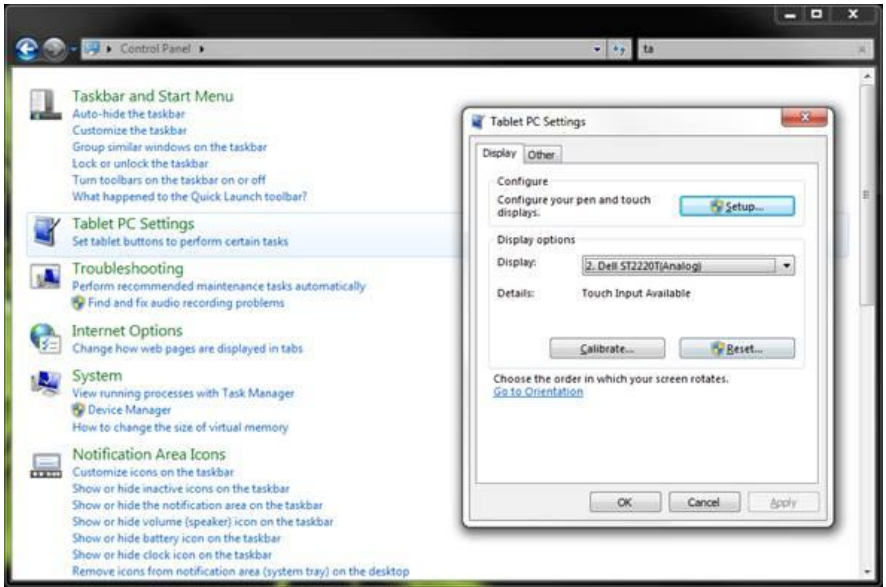 Control Panel
ta
Taskbar and Start Menu
Auto-hide the taskbar
Customize the taskbar
Group similar windows on the taskbar
Lock or unlock the taskbar
Turn toolbars on the taskbar on or off
What happened to the Quick Launch toolbar?
Tablet PC Settings
Set tablet buttons to perform certain tasks
Troubleshooting
Perform recommended maintenance tasks automatically
Find and fix audio recording problems
Internet Options
Change how web pages are displayed in tabs
System
View running processes with Task Manager
Device Manager
How to change the size of virtual memory
Notification Area Icons
Customize icons on the taskbar
Show or hide inactive icons on the taskbar
Show or hide the notification area on the taskbar
Show or hide volume (speaker) icon on the taskbar
Show or hide battery icon on the taskbar
Show or hide clock icon on the taskbar
Remove icons from notification area (system tray) on the desktop
Tablet PC Settings
Display Other
Configure
Configure your pen and touch
displays.
Setup...
Display options
Display: 2. Dell ST2220T(Analog)
Details: Touch Input Available
Calibrate... Reset...
Choose the order in which your screen rotates.
Go to Orientation
OK Cancel Apply